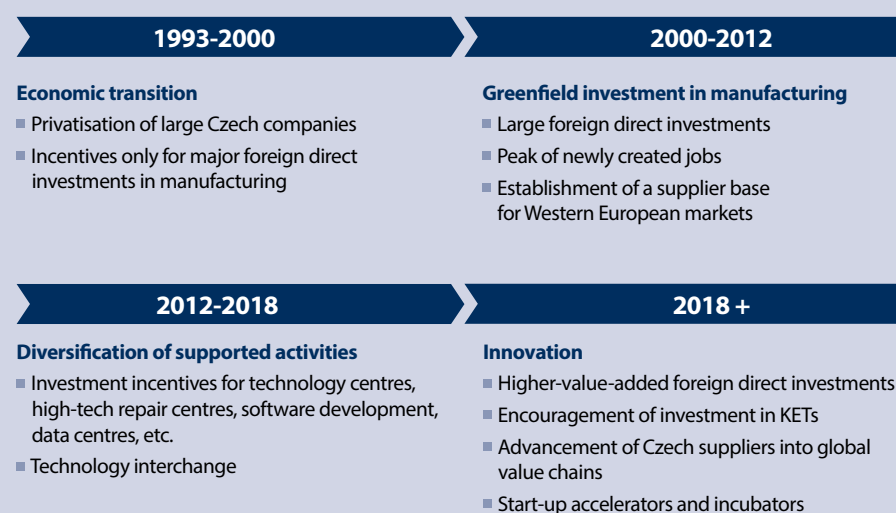 1993-2000
Economic transition
■ Privatisation of large Czech companies
■ Incentives only for major foreign direct
investments in manufacturing
2000-2012
Greenfield investment in manufacturing
■ Large foreign direct investments
■ Peak of newly created jobs
■ Establishment of a supplier base
for Western European markets
2012-2018
Diversification of supported activities
■ Investment incentives for technology centres,
high-tech repair centres, software development,
data centres, etc.
■ Technology interchange
2018 +
Innovation
■ Higher-value-added foreign direct investments
■ Encouragement of investment in KETs
■ Advancement of Czech suppliers into global
value chains
■ Start-up accelerators and incubators